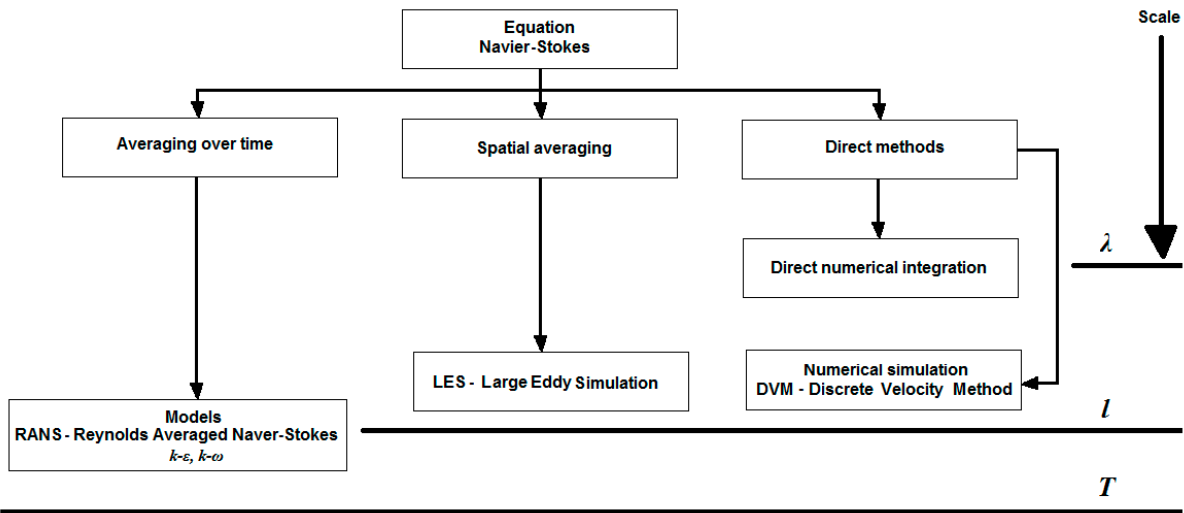 Equation
Navier-Stokes
Scale
Averaging over time
Spatial averaging
Direct methods
λ
Direct numerical integration
LES - Large Eddy Simulation
Numerical simulation
DVM - Discrete Velocity Method
Models
RANS - Reynolds Averaged Naver-Stokes
k-ε, k-ω
l
T